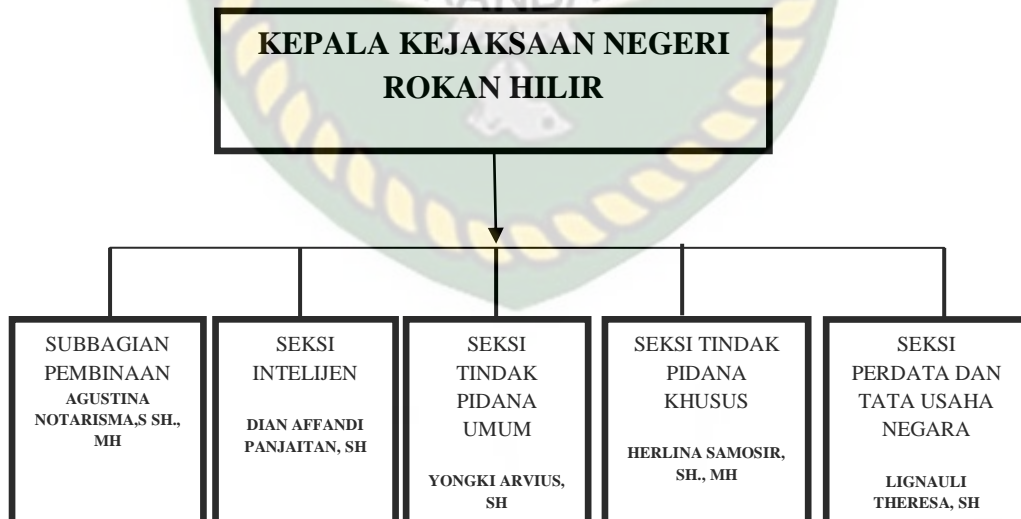 KEPALA KEJAKSAAN NEGERI
ROKAN HILIR
SUBBAGIAN
PEMBINAAN
AGUSTINA
NOTARISMA,S SH.,
MH
SEKSI
INTELIJEN
DIAN AFFANDI
PANJAITAN, SH
SEKSI
TINDAK
PIDANA
UMUM
YONGKI ARVIUS,
SH
SEKSI TINDAK
PIDANA
KHUSUS
HERLINA SAMOSIR,
SH., MH
SEKSI
PERDATA DAN
TATA USAHA
NEGARA
LIGNAULI
THERESA, SH